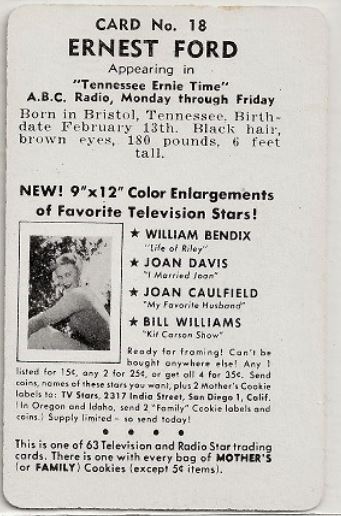 CARD No. 18
ERNEST FORD
Appearing in
"Tennessee Ernie Time"
A.B.C. Radio, Monday through Friday
Born in Bristol, Tennessee. Birth-
date February 13th. Black hair,
brown eyes, 180 pounds, 6 feet
tall.
NEW! 9"x12" Color Enlargements
of Favorite Television Stars!
★ WILLIAM BENDIX
"Life of Riley"
★ JOAN DAVIS
"I Married Joan"
★ JOAN CAULFIELD
"My Favorite Husband"
★ BILL WILLIAMS
"Kit Carson Show"
Ready for framing! Can't be
bought anywhere else! Any 1
listed for 15¢, any 2 for 25¢, or get all 4 for 35¢. Send
coins, names of these stars you want, plus 2 Mother's Cookie
labels to: TV Stars, 2317 India Street, San Diego 1, Calif.
(In Oregon and Idaho, send 2 "Family" Cookie labels and
coins.) Supply limited — so send today!
• • • •
This is one of 63 Television and Radio Star trading
cards. There is one with every bag of MOTHER'S
(or FAMILY) Cookies (except 5¢ items).